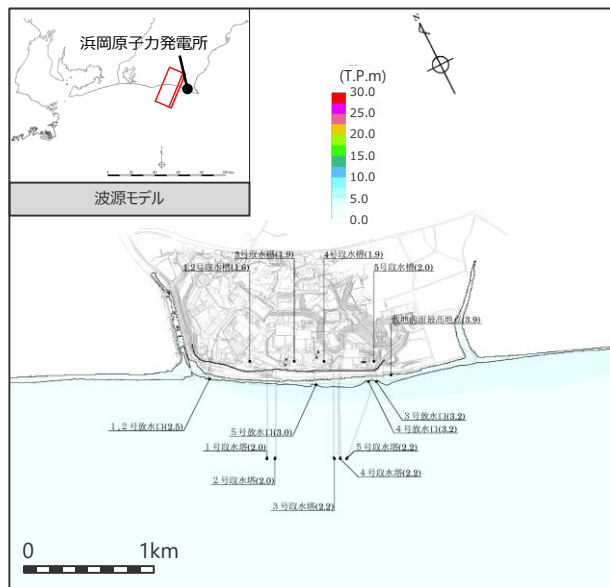 浜岡原子力発電所
波源モデル
N
(T.P.m)
30.0
25.0
20.0
15.0
10.0
5.0
0.0
3号取水槽(1.9)
4号取水槽(1.9)
1,2号取水槽(1.6)
5号取水槽(2.0)
敷地前面最高地点(3.9)
1,2号放水口(2.5)
5号放水口(3.0)
3号放水口(3.2)
4号放水口(3.2)
1号取水塔(2.0)
5号取水塔(2.2)
2号取水塔(2.0)
4号取水塔(2.2)
3号取水塔(2.2)
0 1km